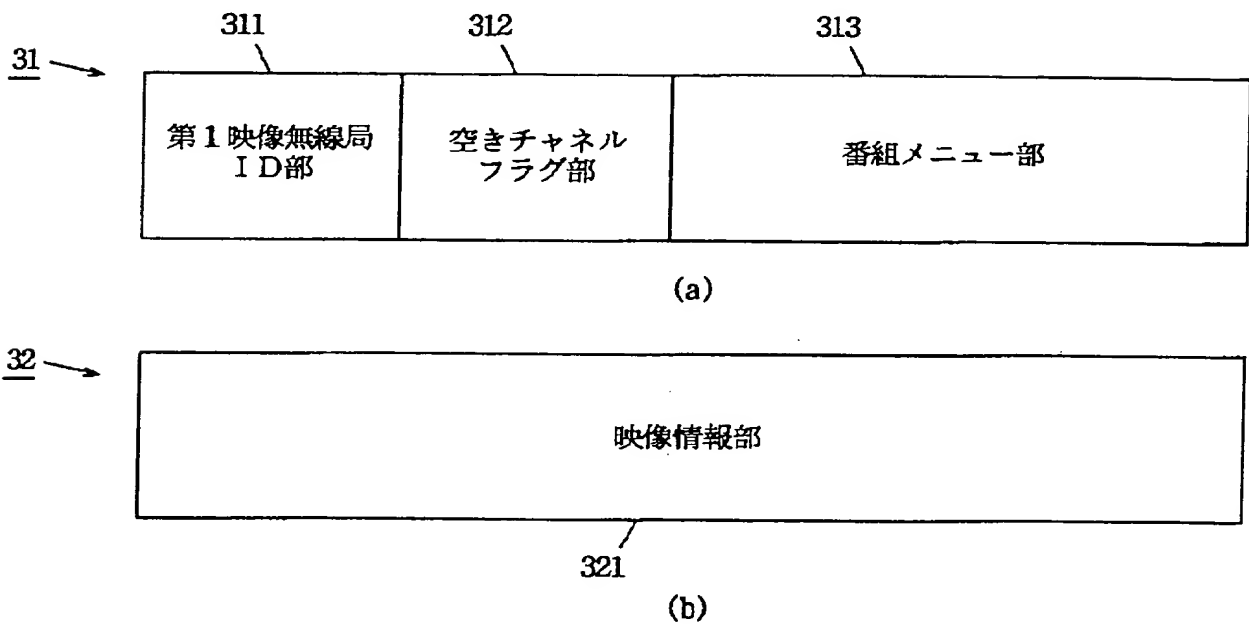 311
312
313
31
第1映像無線局
ID部
空きチャネル
フラグ部
番組メニュー部
(a)
32
映像情報部
321
(b)